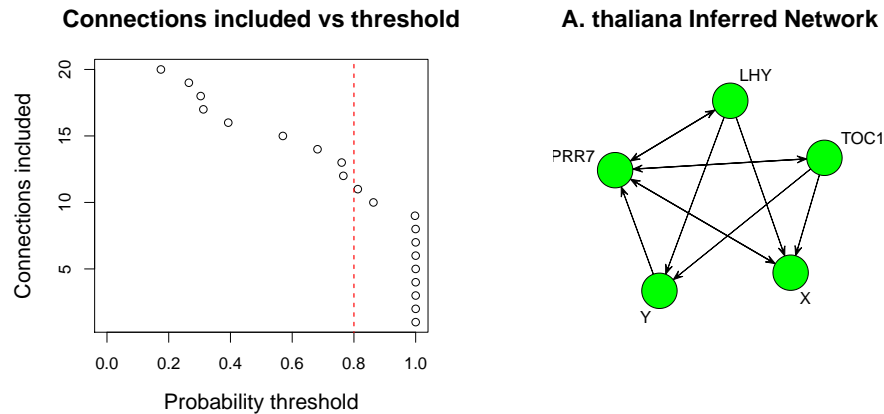 Connections included vs threshold
A. thaliana Inferred Network
Connections included
20
15
10
5
0.0 0.2 0.4 0.6 0.8 1.0
Probability threshold
LHY
TOC1
PRR7
X
Y